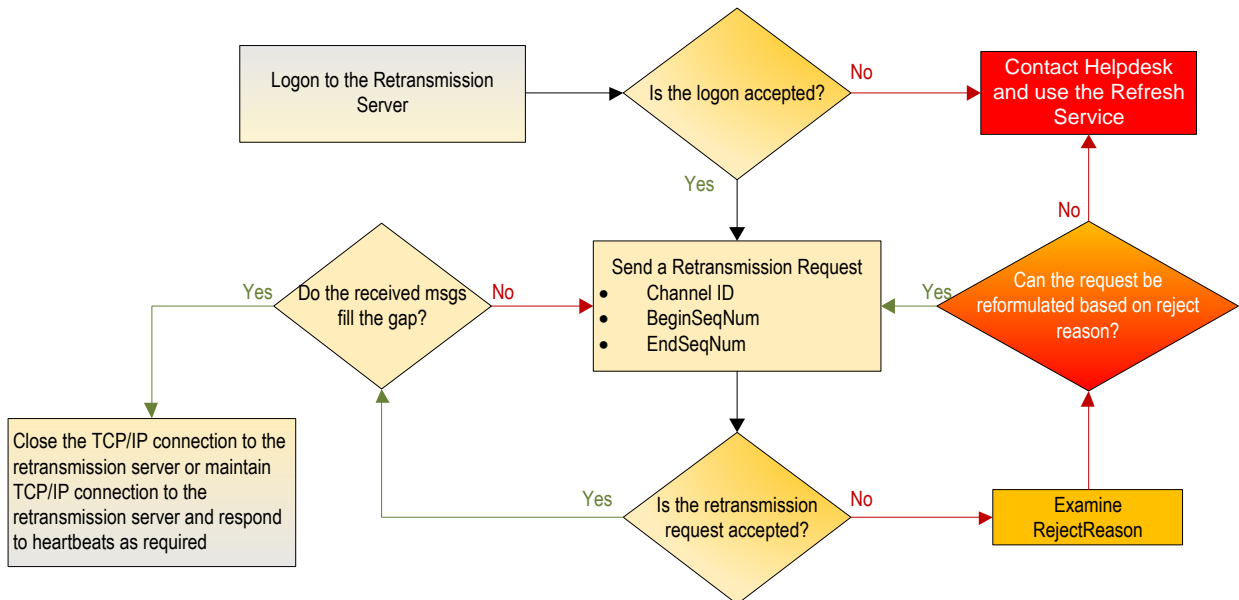 Logon to the Retransmission
Server
Is the logon accepted?
No
Contact Helpdesk
and use the Refresh
Service
Yes
No
Send a Retransmission Request
• Channel ID
• BeginSeqNum
• EndSeqNum
Yes
Do the received msgs
fill the gap?
No
Yes
Can the request be
reformulated based on reject
reason?
Close the TCP/IP connection to the
retransmission server or maintain
TCP/IP connection to the
retransmission server and respond
to heartbeats as required
Yes
Is the retransmission
request accepted?
No
Examine
RejectReason